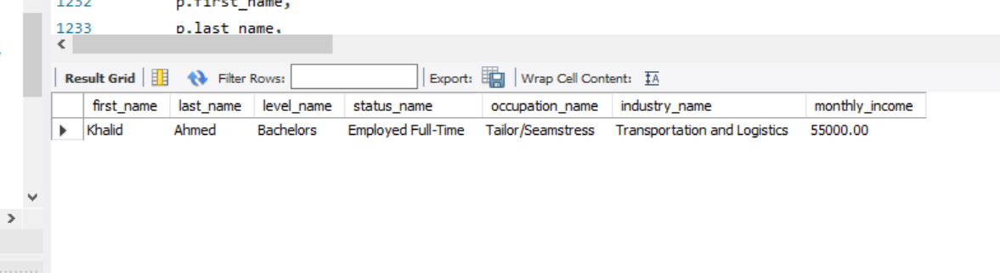 1232 p.first_name,
1233 p.last_name,
Result Grid Filter Rows: Export: Wrap Cell Content: IA
first_name last_name level_name status_name occupation_name industry_name monthly_income
Khalid Ahmed Bachelors Employed Full-Time Tailor/Seamstress Transportation and Logistics 55000.00